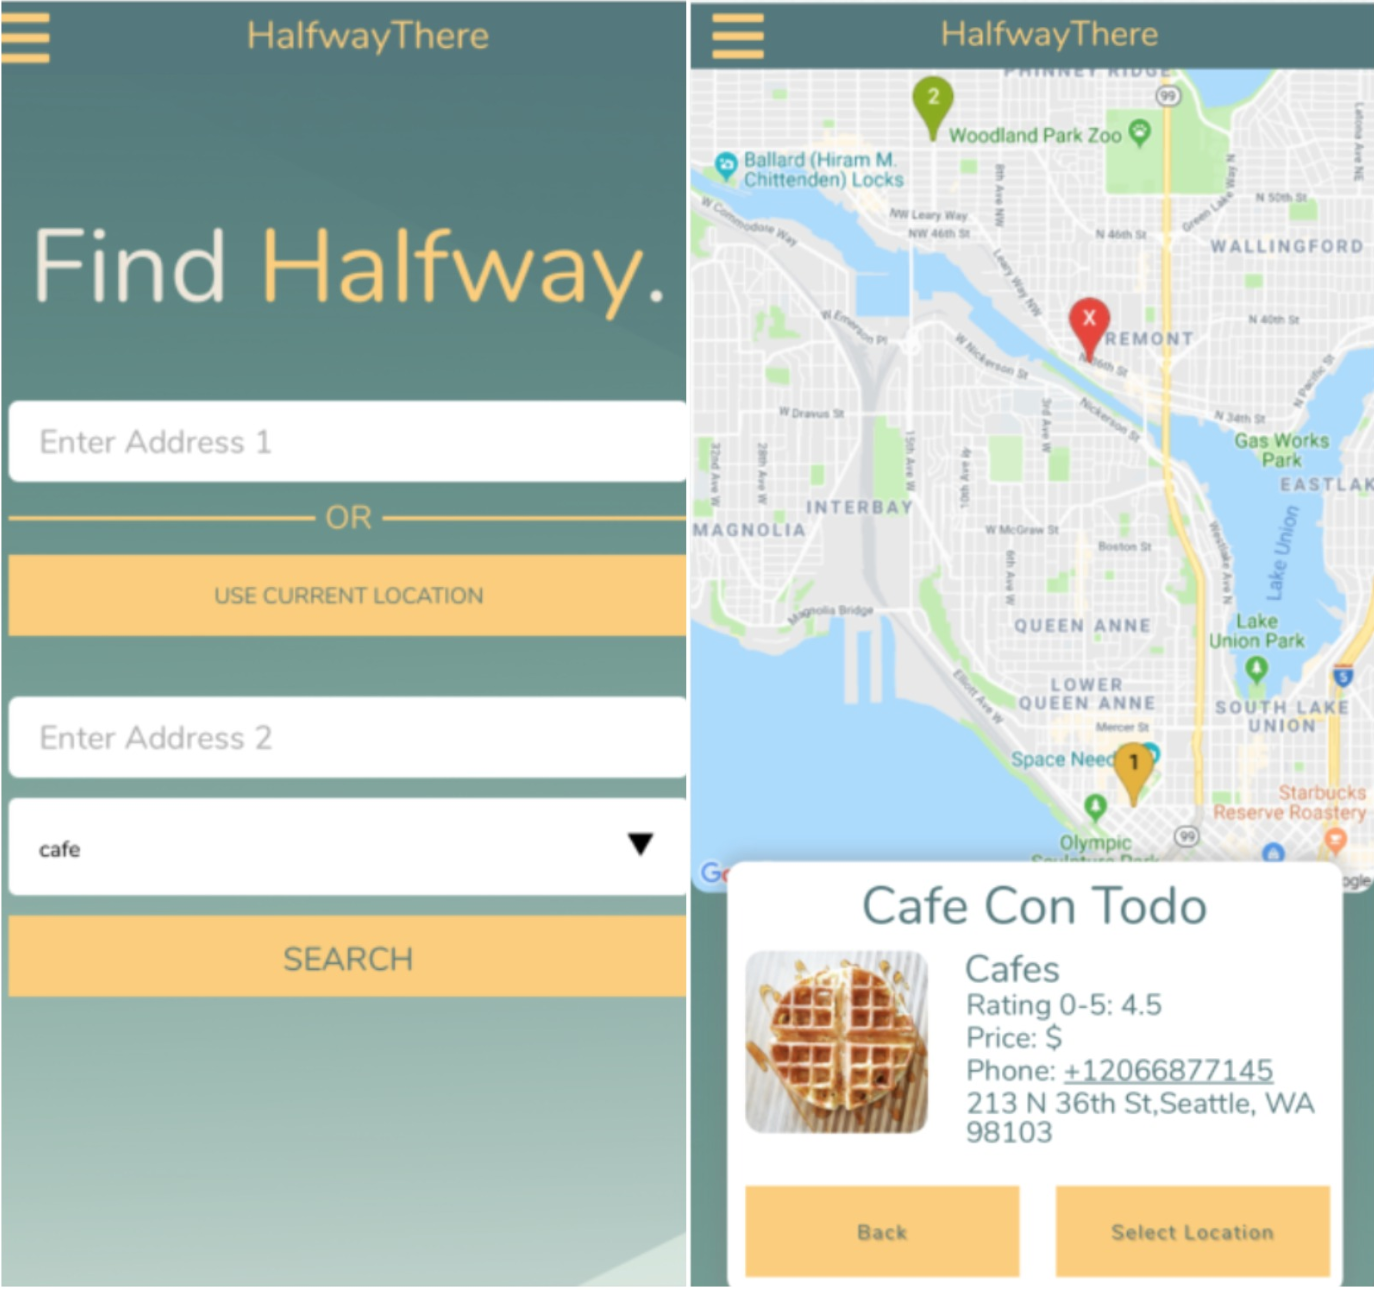 HalfwayThere
Find Halfway.
Enter Address 1
OR
USE CURRENT LOCATION
Enter Address 2
cafe
SEARCH
HalfwayThere
PHINNEY RIDGE
99
2
Woodland Park Zoo
Latona Ave NE
Ballard (Hiram M.
Chittenden) Locks
8th Ave NW
Green Lake Way N
N 50th St
W Commodore Way
NW Leary Way
NW 46th St
N 46th St
WALLINGFORD
Leary Way NW
X
W Emerson Pl
N 40th St
REMONT
W Nickerson St
N 36th St
N Pacific St
W Dravus St
3rd Ave W
Nickerson St
N 34th St
Gas Works
Park
32nd Ave W
28th Ave W
15th Ave W
10th Ave W
EASTLAK
INTERBAY
MAGNOLIA
W McGraw St
Boston St
Westlake Ave N
Lake Union
6th Ave W
Magnolia Bridge
QUEEN ANNE
Lake
Union Park
5
LOWER
QUEEN ANNE
Elliott Ave W
SOUTH LAKE
UNION
Mercer St
Space Need
1
Starbucks
Reserve Roastery
99
Olympic
Sculpture Park
Go
ogle
Cafe Con Todo
Cafes
Rating 0-5: 4.5
Price: $
Phone: +12066877145
213 N 36th St,Seattle, WA
98103
Back
Select Location